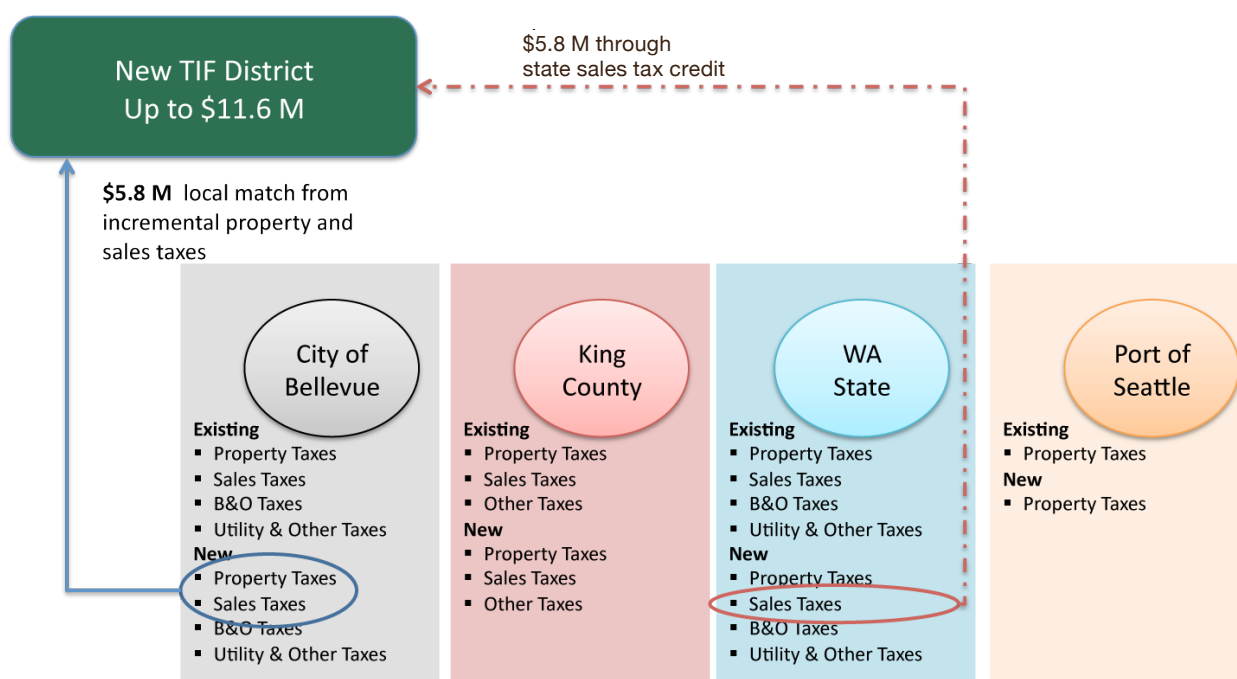 New TIF District
Up to $11.6 M
$5.8 M through
state sales tax credit
$5.8 M local match from
incremental property and
sales taxes
City of
Bellevue
Existing
▪ Property Taxes
▪ Sales Taxes
▪ B&O Taxes
▪ Utility & Other Taxes
New
▪ Property Taxes
▪ Sales Taxes
▪ B&O Taxes
▪ Utility & Other Taxes
King
County
Existing
▪ Property Taxes
▪ Sales Taxes
▪ Other Taxes
New
▪ Property Taxes
▪ Sales Taxes
▪ Other Taxes
WA
State
Existing
▪ Property Taxes
▪ Sales Taxes
▪ B&O Taxes
▪ Utility & Other Taxes
New
▪ Property Taxes
▪ Sales Taxes
▪ B&O Taxes
▪ Utility & Other Taxes
Port of
Seattle
Existing
▪ Property Taxes
New
▪ Property Taxes